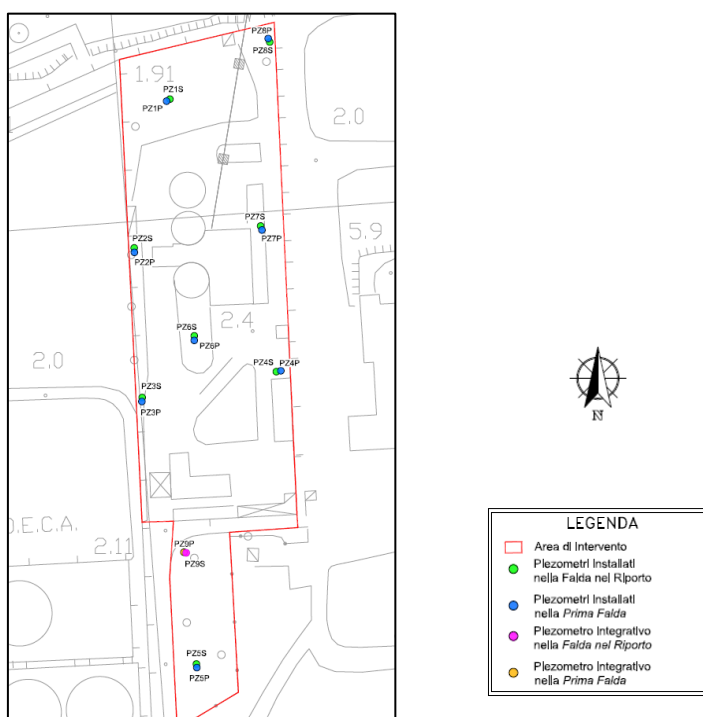 PZ8P
PZ8S
1.91
PZ1S
PZ1P
2.0
PZ7S
PZ7P
5.9
PZ2S
PZ2P
PZ6S
2.4
PZ6P
2.0
PZ4S
PZ4P
PZ3S
PZ3P
O.E.C.A.
2.11
PZ9P
PZ9S
PZ5S
PZ5P
N
LEGENDA
Area di Intervento
Piezometri Installati
nella Falda nel Riporto
Piezometri Installati
nella Prima Falda
Piezometro Integrativo
nella Falda nel Riporto
Piezometro Integrativo
nella Prima Falda